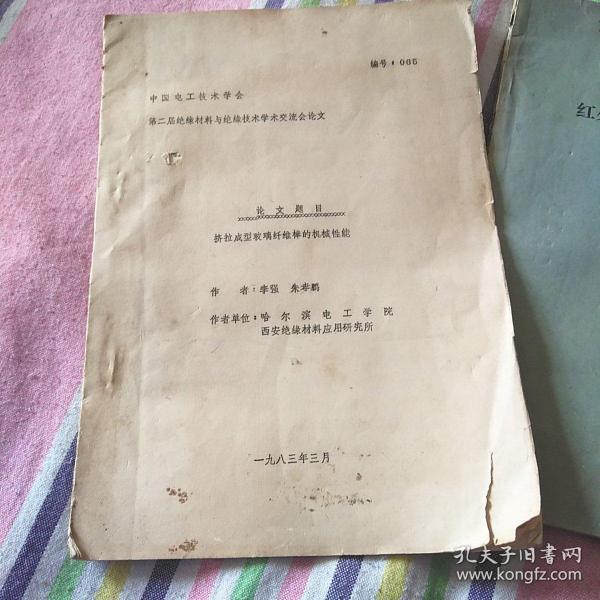 编号：065
中国电工技术学会
第二届绝缘材料与绝缘技术学术交流会论文
论文题目
挤拉成型玻璃纤维棒的机械性能
作者：李强 朱若鹏
作者单位：哈尔滨电工学院
西安绝缘材料应用研究所
一九八三年三月
红外
孔夫子旧书网
www.kongfz.com